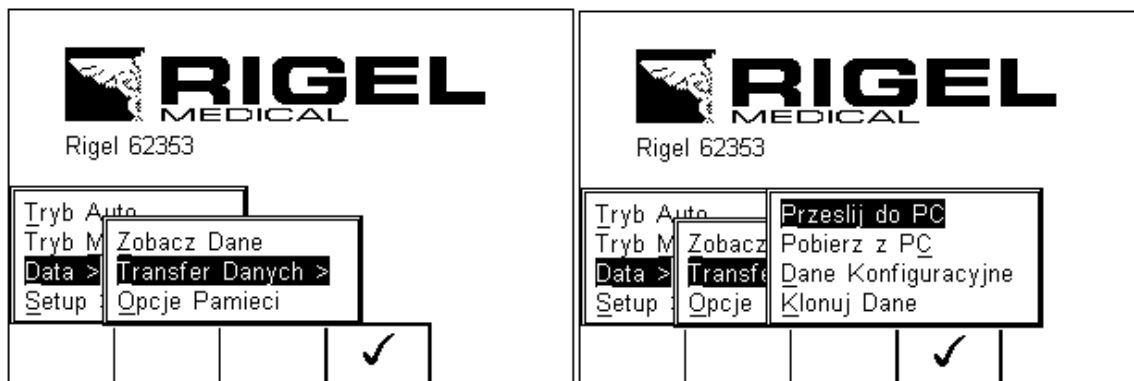 RIGEL
MEDICAL
Rigel 62353
Tryb Auto
Tryb M
Data >
Setup
Zobacz Dane
Transfer Danych >
Opcje Pamieci
RIGEL
MEDICAL
Rigel 62353
Tryb Auto
Tryb M
Data >
Setup
Zobacz
Transfe
Opcje
Przeslij do PC
Pobierz z PC
Dane Konfiguracyjne
Klonuj Dane